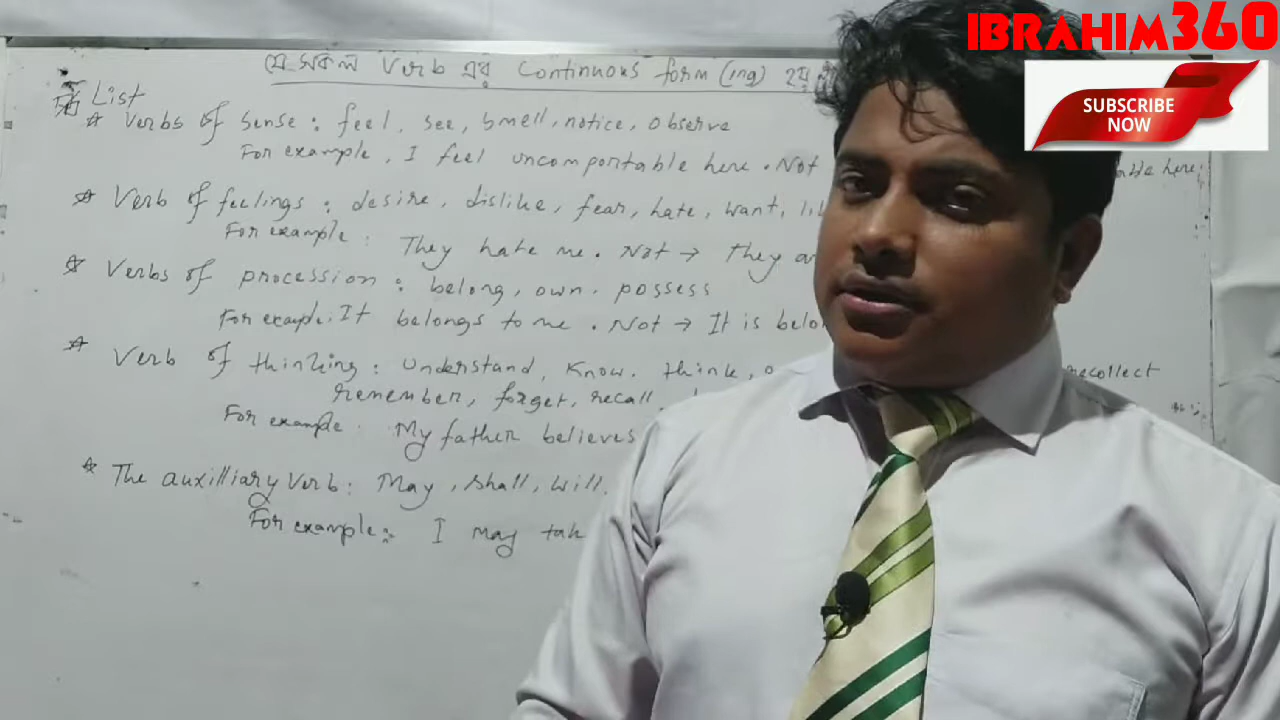 IBRAHIM360
SUBSCRIBE
NOW
যে সকল Verb এর Continuous form (ing) হয়
List
* Verbs of Sense : feel, see, smell, notice, observe
For example, I feel uncomportable here. Not
here.
* Verb of feelings : desire, dislike, fear, hate, want,
For example : They hate me. Not → They
* Verbs of procession : belong, own. possess
For example. It belongs to me. Not → It is
* Verb of thinking : Understand, know. think,
recollect
remember, forget, recall
For example : My father believes
* The auxilliary Verb : May, shall, will.
For example : I may